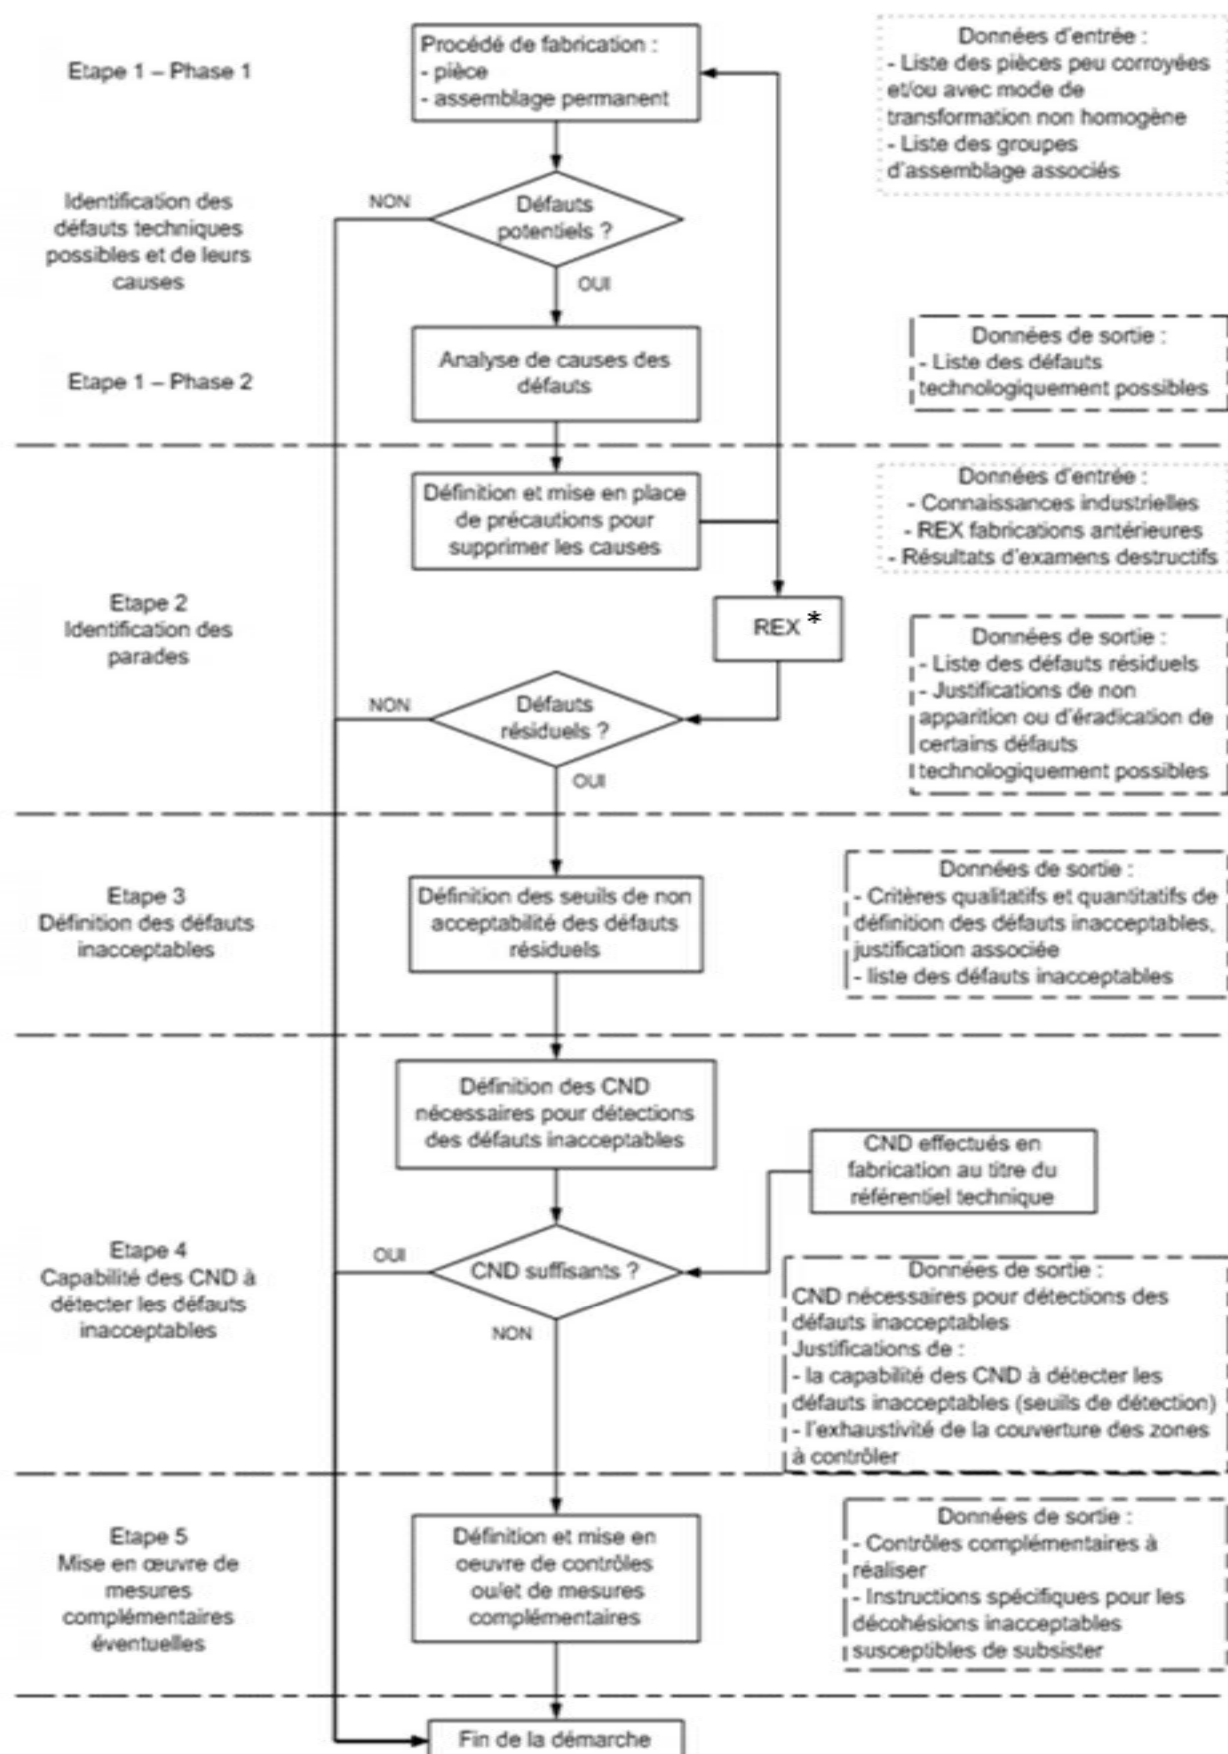 Etape 1 – Phase 1
Procédé de fabrication :
- pièce
- assemblage permanent
Données d'entrée :
- Liste des pièces peu corroyées
et/ou avec mode de
transformation non homogène
- Liste des groupes
d'assemblage associés
Identification des
défauts techniques
possibles et de leurs
causes
NON
Défauts
potentiels ?
OUI
Etape 1 – Phase 2
Analyse de causes des
défauts
Données de sortie :
- Liste des défauts
technologiquement possibles
Définition et mise en place
de précautions pour
supprimer les causes
Données d'entrée :
- Connaissances industrielles
- REX fabrications antérieures
- Résultats d'examens destructifs
Etape 2
Identification des
parades
REX *
NON
Défauts
résiduels ?
OUI
Données de sortie :
- Liste des défauts résiduels
- Justifications de non
apparition ou d'éradication de
certains défauts
technologiquement possibles
Etape 3
Définition des défauts
inacceptables
Définition des seuils de non
acceptabilité des défauts
résiduels
Données de sortie :
- Critères qualitatifs et quantitatifs de
définition des défauts inacceptables,
justification associée
- liste des défauts inacceptables
Définition des CND
nécessaires pour détections
des défauts inacceptables
CND effectués en
fabrication au titre du
référentiel technique
Etape 4
Capabilité des CND à
détecter les défauts
inacceptables
OUI
CND suffisants ?
NON
Données de sortie :
CND nécessaires pour détections des
défauts inacceptables
Justifications de :
- la capabilité des CND à détecter les
défauts inacceptables (seuils de détection)
- l'exhaustivité de la couverture des zones
à contrôler
Etape 5
Mise en œuvre de
mesures
complémentaires
éventuelles
Définition et mise en
oeuvre de contrôles
ou/et de mesures
complémentaires
Données de sortie :
- Contrôles complémentaires à
réaliser
- Instructions spécifiques pour les
décohésions inacceptables
susceptibles de subsister
Fin de la démarche